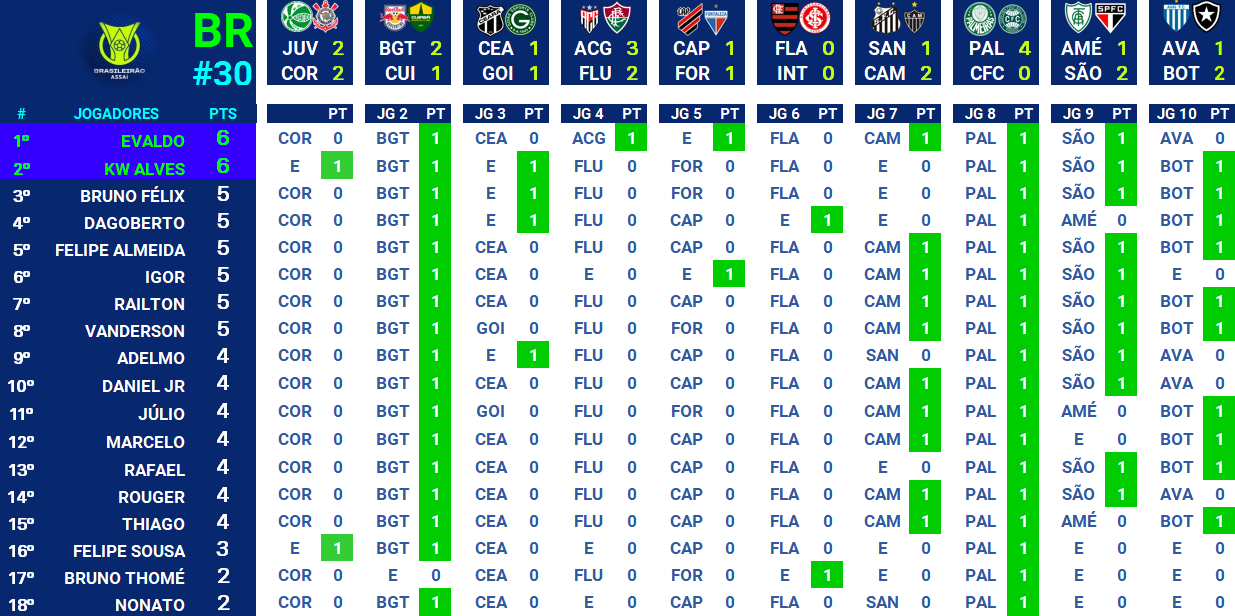 BR
#30
BRASILEIRÃO
ASSAÍ
JUV 2 BGT 2 CEA 1 ACG 3 CAP 1 FLA 0 SAN 1 PAL 4 AMÉ 1 AVA 1
COR 2 CUI 1 GOI 1 FLU 2 FOR 1 INT 0 CAM 2 CFC 0 SÃO 2 BOT 2
# JOGADORES PTS PT JG 2 PT JG 3 PT JG 4 PT JG 5 PT JG 6 PT JG 7 PT JG 8 PT JG 9 PT JG 10 PT
1º EVALDO 6 COR 0 BGT 1 CEA 0 ACG 1 E 1 FLA 0 CAM 1 PAL 1 SÃO 1 AVA 0
2º KW ALVES 6 E 1 BGT 1 E 1 FLU 0 FOR 0 FLA 0 E 0 PAL 1 SÃO 1 BOT 1
3º BRUNO FÉLIX 5 COR 0 BGT 1 E 1 FLU 0 FOR 0 FLA 0 E 0 PAL 1 SÃO 1 BOT 1
4º DAGOBERTO 5 COR 0 BGT 1 E 1 FLU 0 CAP 0 E 1 E 0 PAL 1 AMÉ 0 BOT 1
5º FELIPE ALMEIDA 5 COR 0 BGT 1 CEA 0 FLU 0 CAP 0 FLA 0 CAM 1 PAL 1 SÃO 1 BOT 1
6º IGOR 5 COR 0 BGT 1 CEA 0 E 0 E 1 FLA 0 CAM 1 PAL 1 SÃO 1 E 0
7º RAILTON 5 COR 0 BGT 1 CEA 0 FLU 0 CAP 0 FLA 0 CAM 1 PAL 1 SÃO 1 BOT 1
8º VANDERSON 5 COR 0 BGT 1 GOI 0 FLU 0 FOR 0 FLA 0 CAM 1 PAL 1 SÃO 1 BOT 1
9º ADELMO 4 COR 0 BGT 1 E 1 FLU 0 CAP 0 FLA 0 SAN 0 PAL 1 SÃO 1 AVA 0
10º DANIEL JR 4 COR 0 BGT 1 CEA 0 FLU 0 CAP 0 FLA 0 CAM 1 PAL 1 SÃO 1 AVA 0
11º JÚLIO 4 COR 0 BGT 1 GOI 0 FLU 0 FOR 0 FLA 0 CAM 1 PAL 1 AMÉ 0 BOT 1
12º MARCELO 4 COR 0 BGT 1 CEA 0 FLU 0 CAP 0 FLA 0 CAM 1 PAL 1 E 0 BOT 1
13º RAFAEL 4 COR 0 BGT 1 CEA 0 FLU 0 CAP 0 FLA 0 E 0 PAL 1 SÃO 1 BOT 1
14º ROUGER 4 COR 0 BGT 1 CEA 0 FLU 0 CAP 0 FLA 0 CAM 1 PAL 1 SÃO 1 AVA 0
15º THIAGO 4 COR 0 BGT 1 CEA 0 FLU 0 CAP 0 FLA 0 CAM 1 PAL 1 AMÉ 0 BOT 1
16º FELIPE SOUSA 3 E 1 BGT 1 CEA 0 E 0 CAP 0 FLA 0 E 0 PAL 1 E 0 E 0
17º BRUNO THOMÉ 2 COR 0 E 0 CEA 0 FLU 0 FOR 0 E 1 E 0 PAL 1 E 0 E 0
18º NONATO 2 COR 0 BGT 1 CEA 0 E 0 CAP 0 FLA 0 SAN 0 PAL 1 E 0 E 0